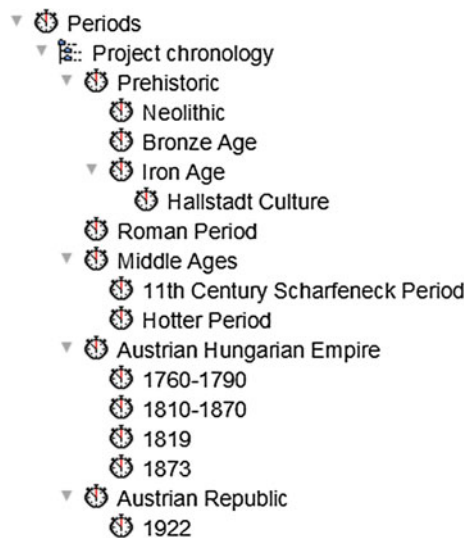 Periods
Project chronology
Prehistoric
Neolithic
Bronze Age
Iron Age
Hallstadt Culture
Roman Period
Middle Ages
11th Century Scharfeneck Period
Hotter Period
Austrian Hungarian Empire
1760-1790
1810-1870
1819
1873
Austrian Republic
1922